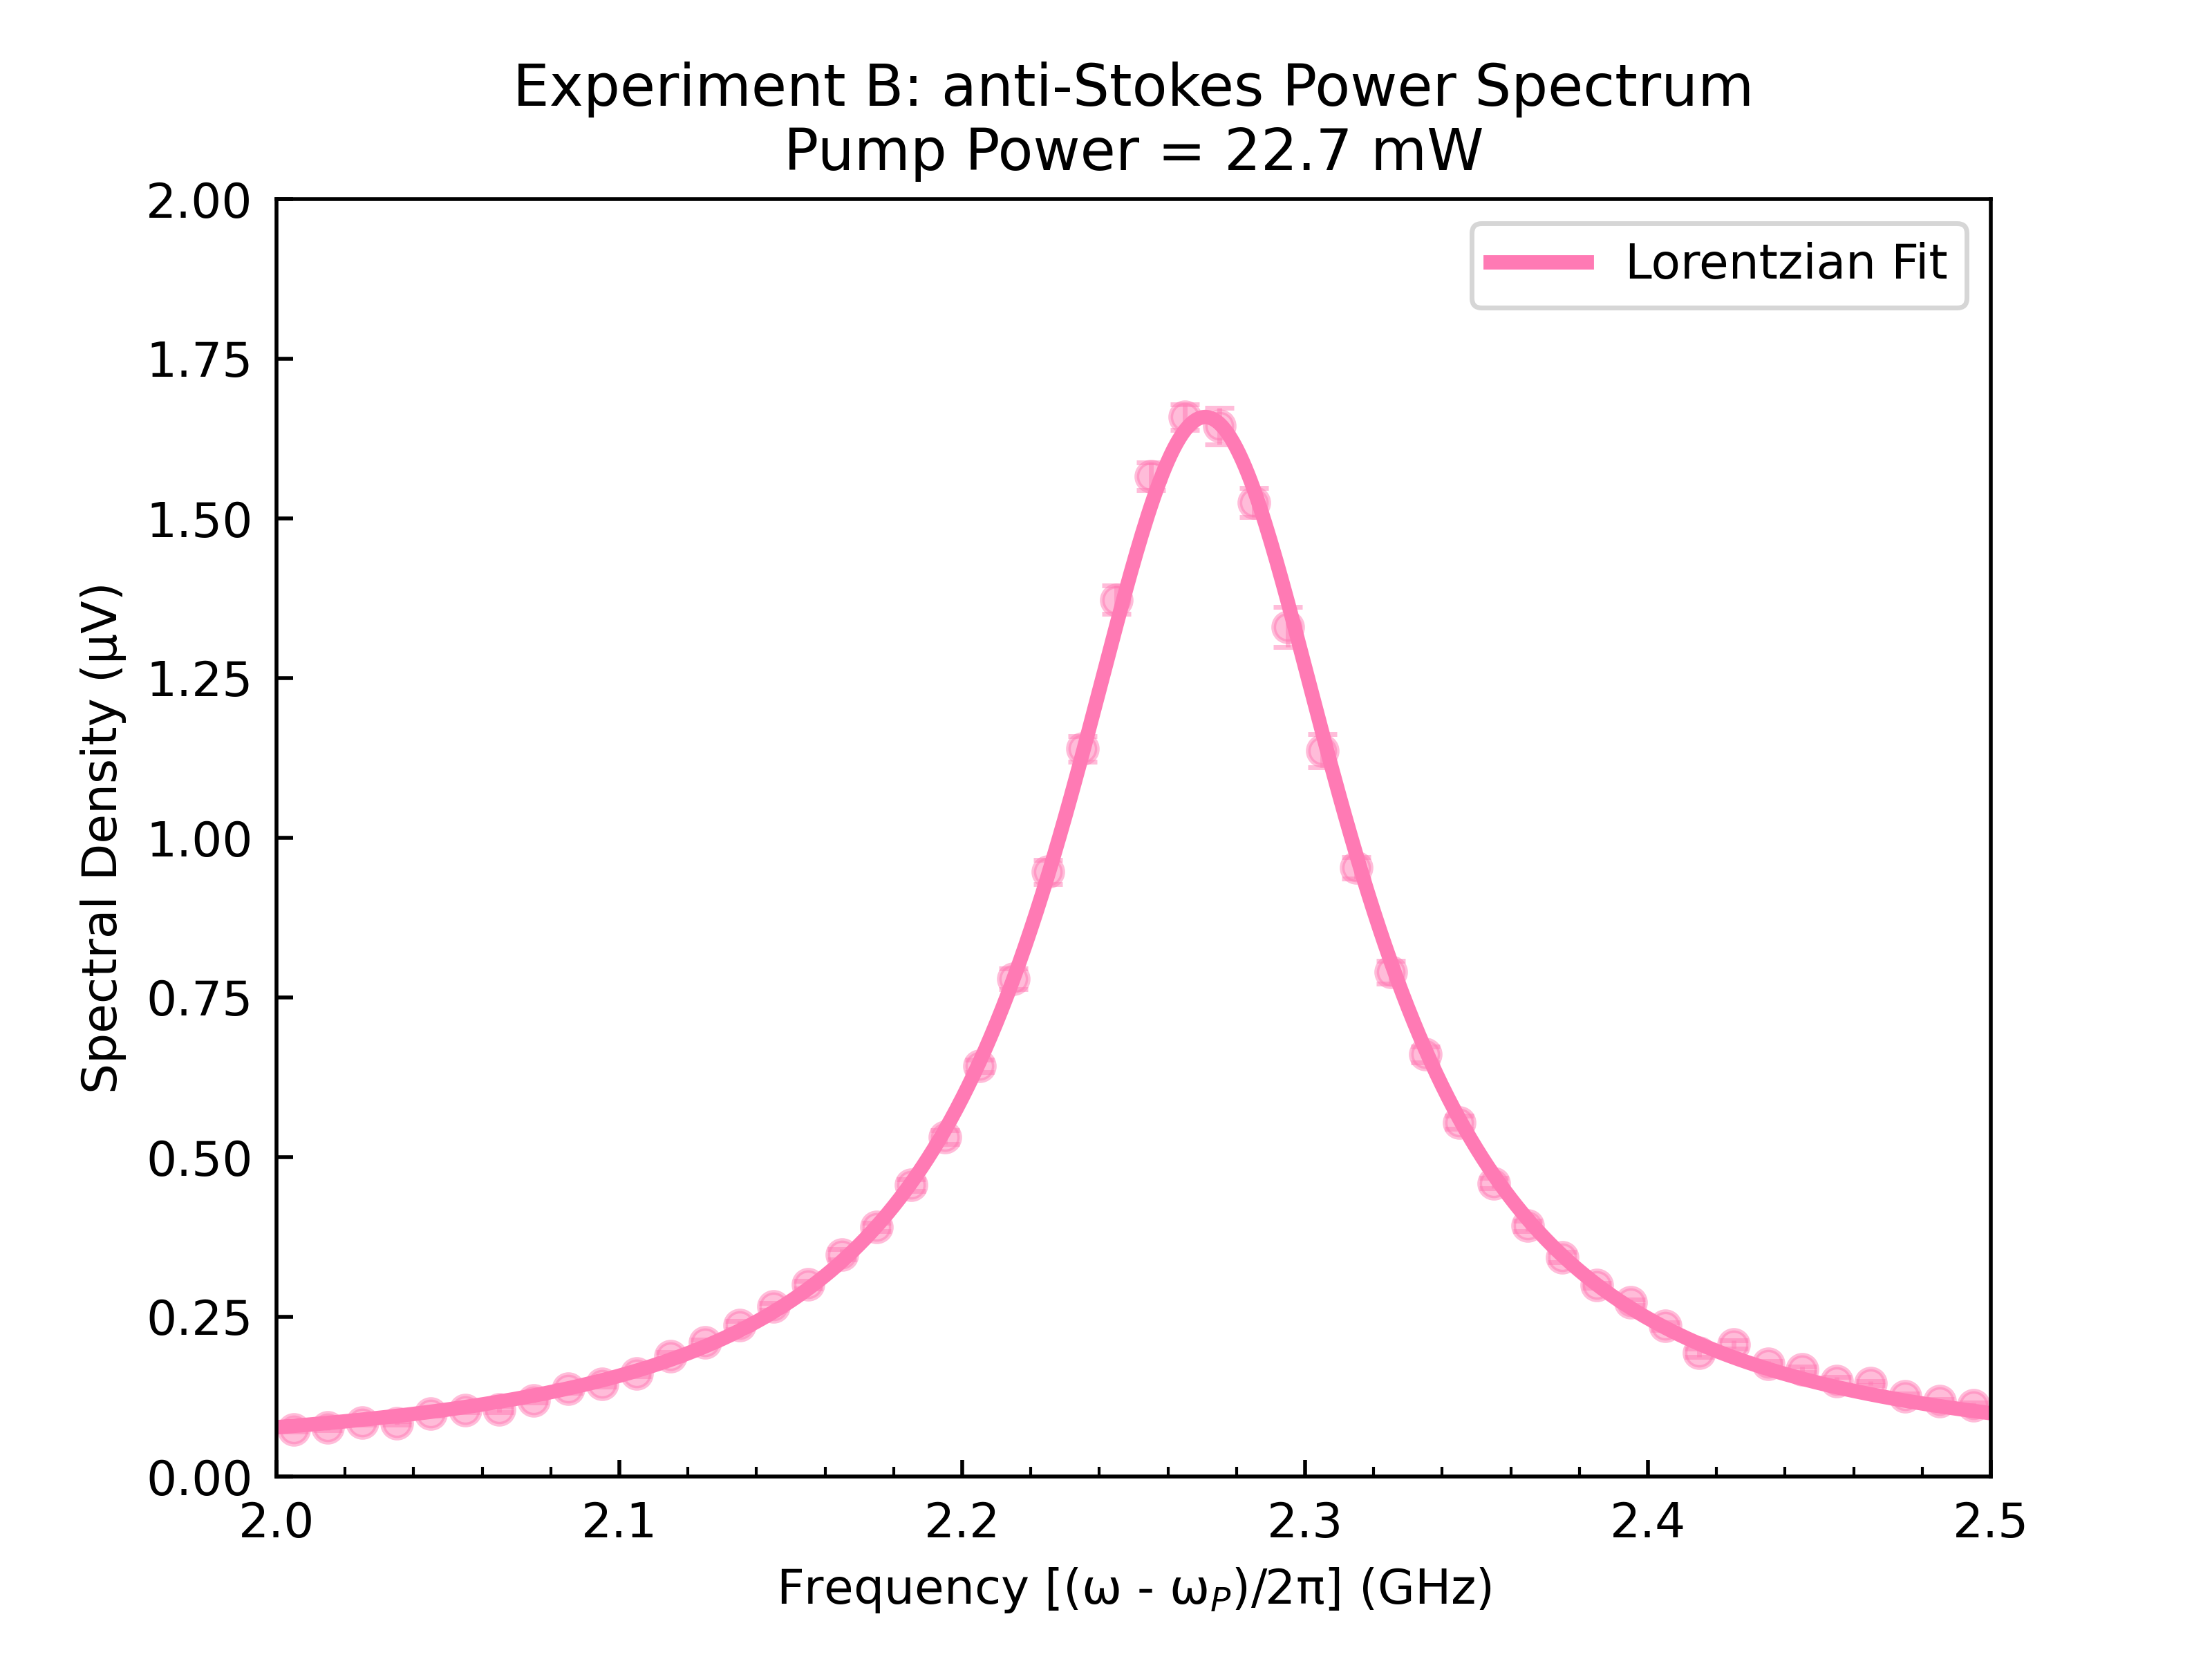 Experiment B: anti-Stokes Power Spectrum
Pump Power = 22.7 mW
Lorentzian Fit
2.00
1.75
1.50
1.25
1.00
0.75
0.50
0.25
0.00
Spectral Density (μV)
2.0 2.1 2.2 2.3 2.4 2.5
Frequency [(ω - ω_P)/2π] (GHz)